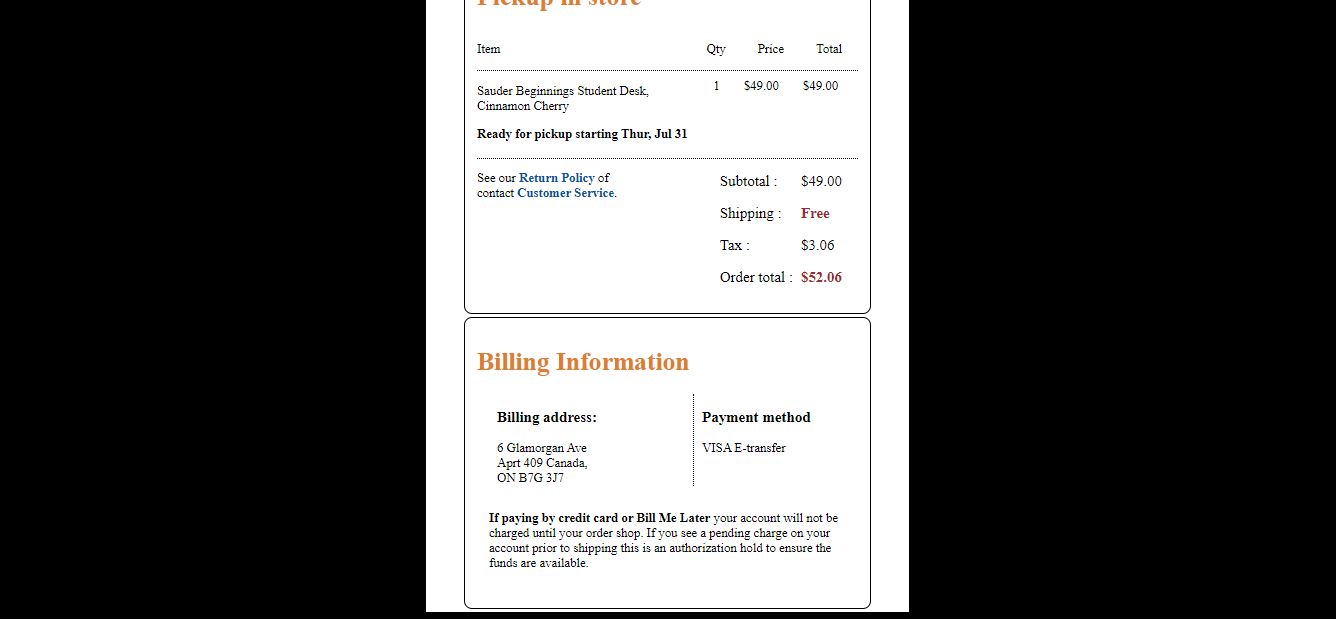 Pickup in store
Item Qty Price Total
Sauder Beginnings Student Desk, 1 $49.00 $49.00
Cinnamon Cherry
Ready for pickup starting Thur, Jul 31
See our Return Policy of
contact Customer Service.
Subtotal : $49.00
Shipping : Free
Tax : $3.06
Order total : $52.06
Billing Information
Billing address:
6 Glamorgan Ave
Aprt 409 Canada,
ON B7G 3J7
Payment method
VISA E-transfer
If paying by credit card or Bill Me Later your account will not be
charged until your order shop. If you see a pending charge on your
account prior to shipping this is an authorization hold to ensure the
funds are available.